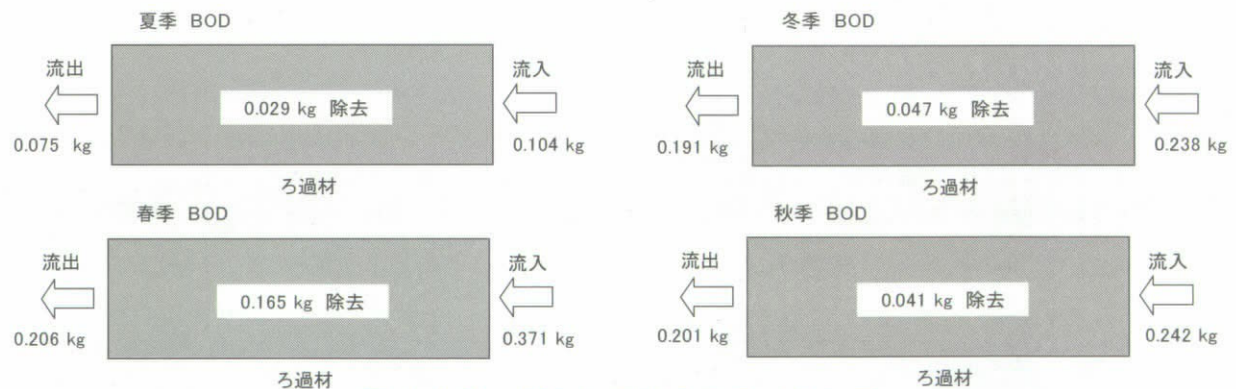 夏季 BOD
流出
流入
0.029 kg 除去
0.075 kg
0.104 kg
ろ過材
冬季 BOD
流出
流入
0.047 kg 除去
0.191 kg
0.238 kg
ろ過材
春季 BOD
流出
流入
0.165 kg 除去
0.206 kg
0.371 kg
ろ過材
秋季 BOD
流出
流入
0.041 kg 除去
0.201 kg
0.242 kg
ろ過材